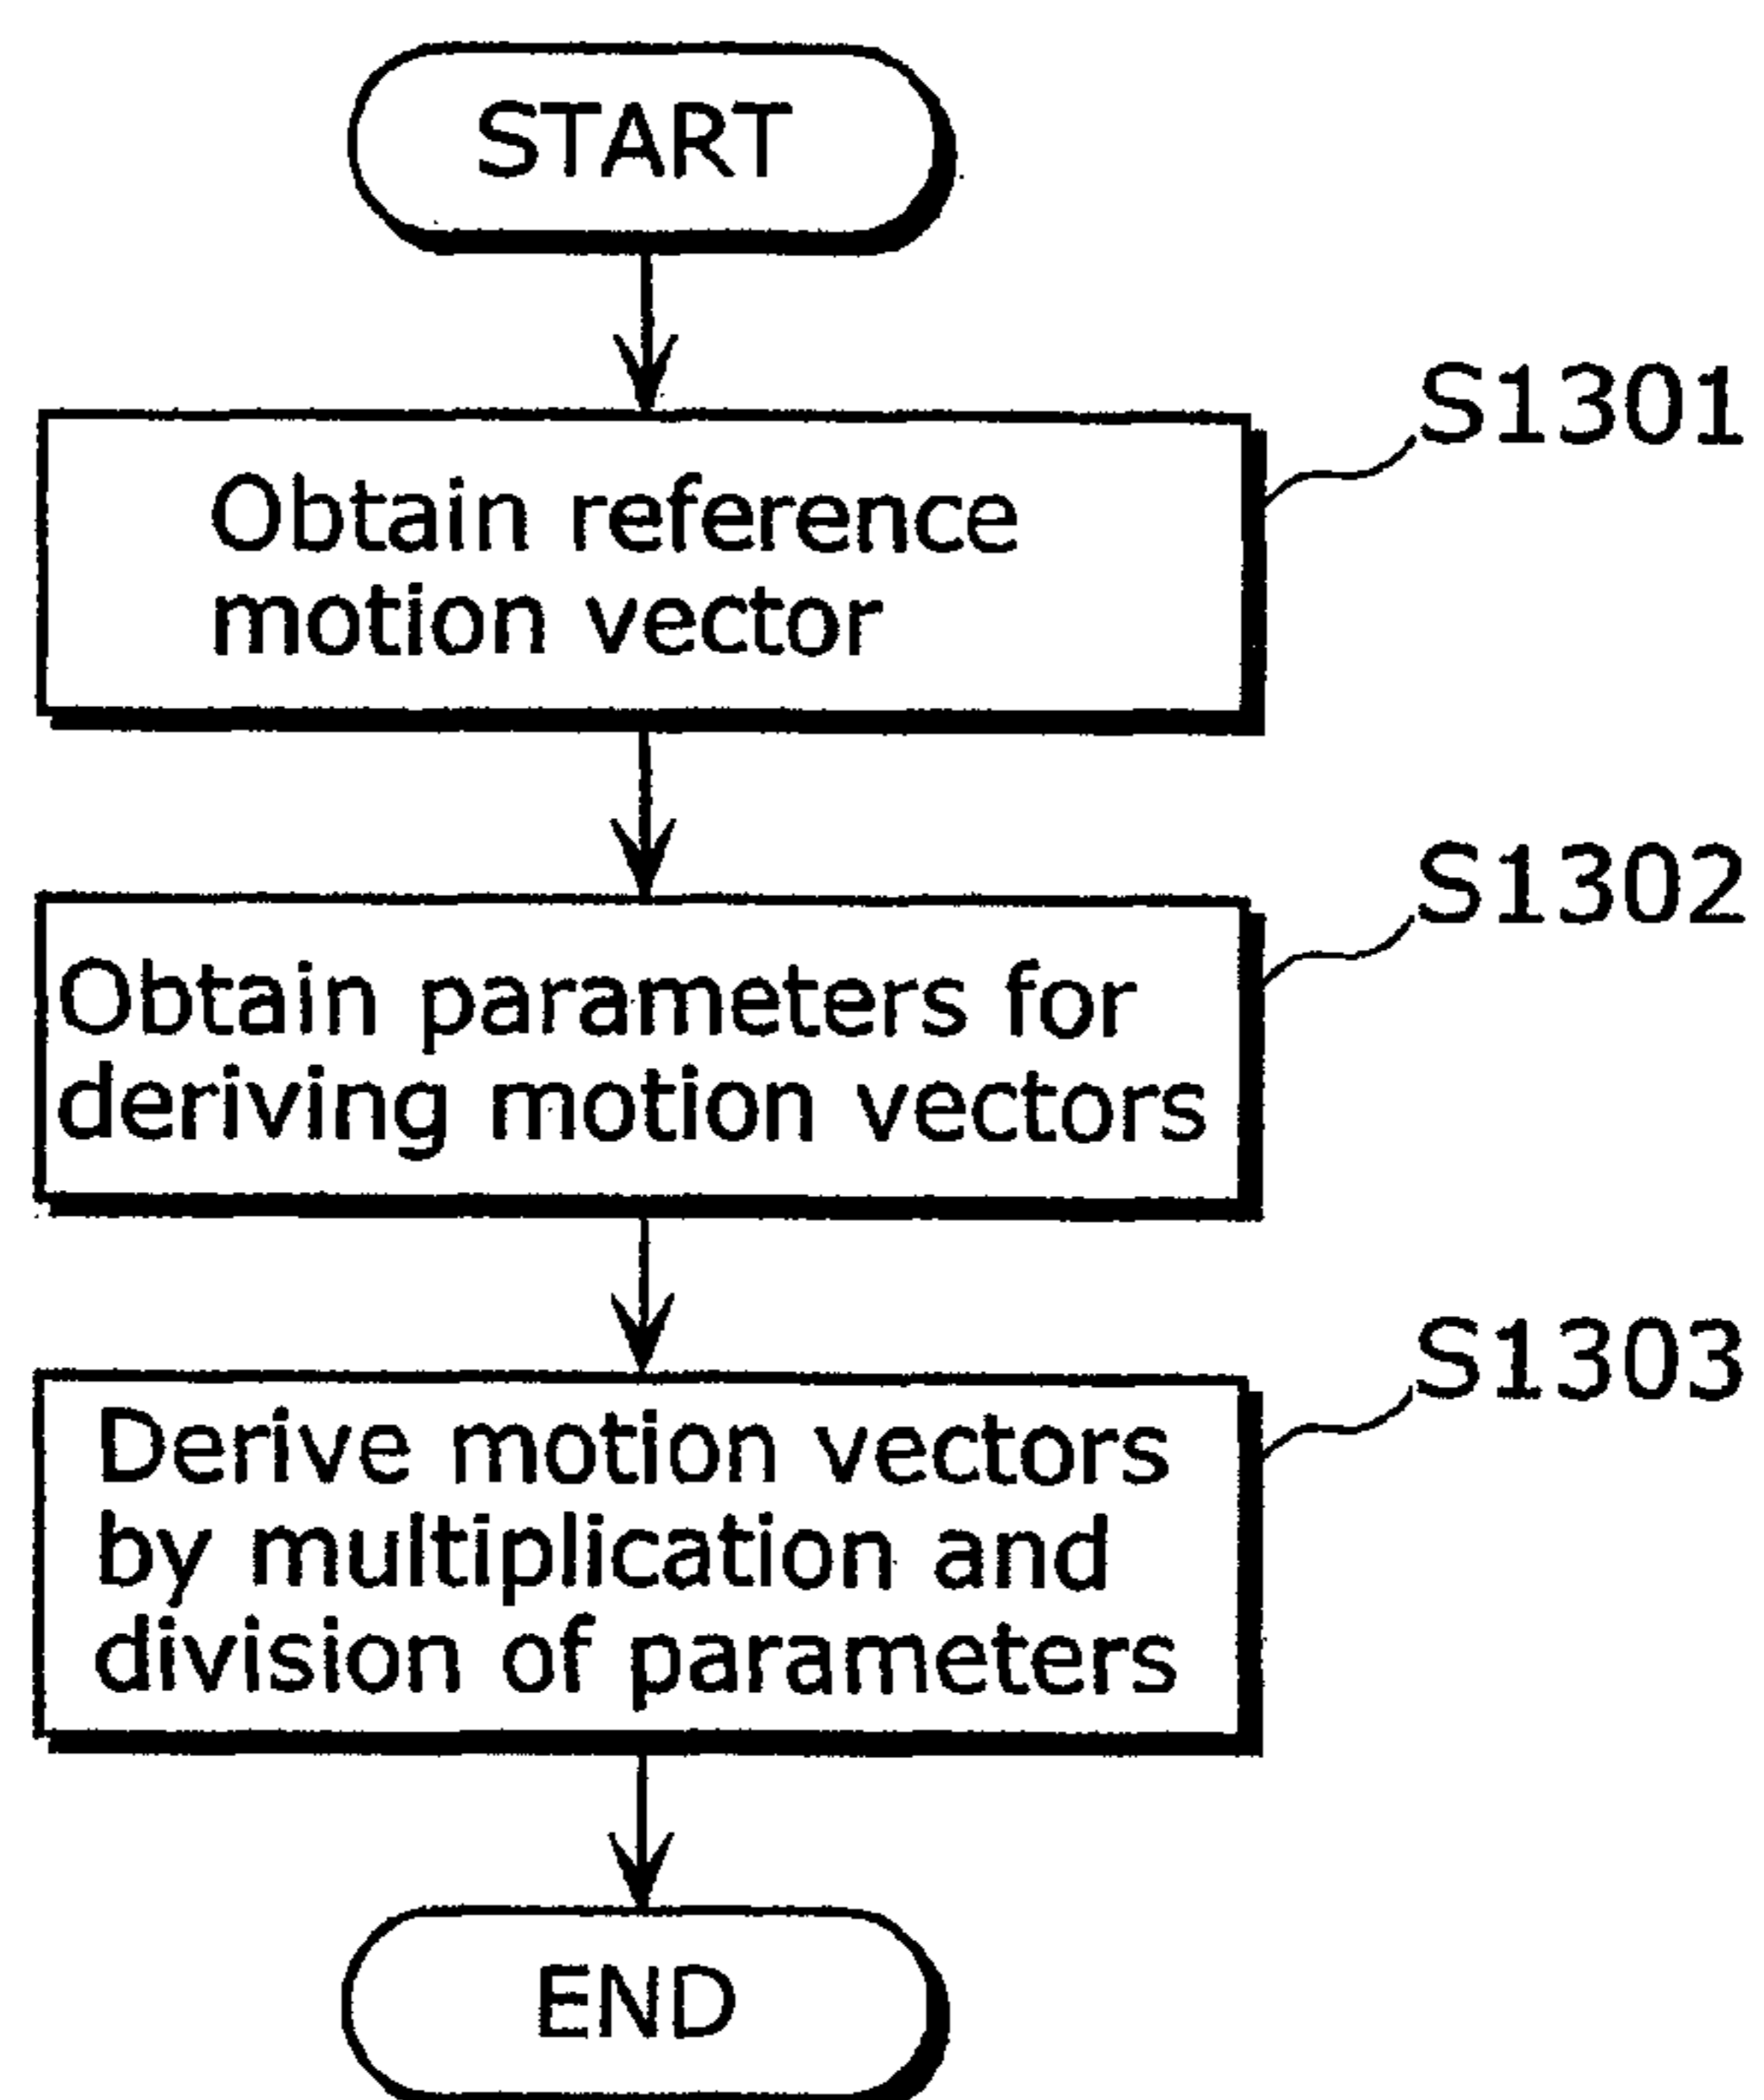 START
S1301
Obtain reference
motion vector
S1302
Obtain parameters for
deriving motion vectors
S1303
Derive motion vectors
by multiplication and
division of parameters
END